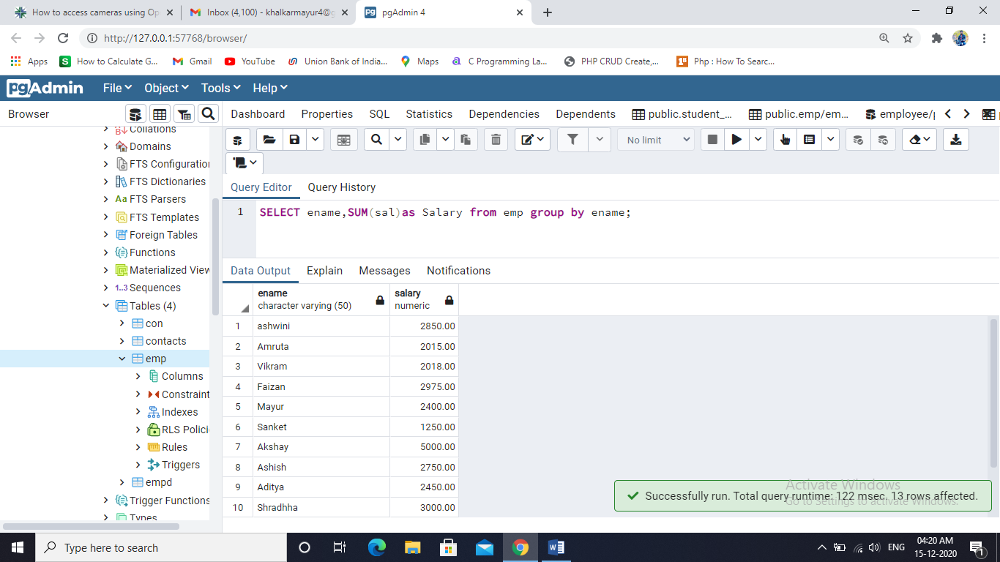 How to access cameras using Op
Inbox (4,100) - khalkarmayur4@g
pgAdmin 4
http://127.0.0.1:57768/browser/
Apps
How to Calculate G...
Gmail
YouTube
Union Bank of India...
Maps
C Programming La...
PHP CRUD Create,...
Php : How To Searc...
pgAdmin
File
Object
Tools
Help
Browser
Dashboard
Properties
SQL
Statistics
Dependencies
Dependents
public.student_...
public.emp/em...
employee/
Collations
Domains
FTS Configuration
FTS Dictionaries
Aa FTS Parsers
FTS Templates
Foreign Tables
Functions
Materialized View
1..3 Sequences
Tables (4)
con
contacts
emp
Columns
Constraint
Indexes
RLS Polici
Rules
Triggers
empd
Trigger Functions
Types
No limit
Query Editor
Query History
1 SELECT ename,SUM(sal)as Salary from emp group by ename;
Data Output
Explain
Messages
Notifications
ename
character varying (50)
salary
numeric
1 ashwini 2850.00
2 Amruta 2015.00
3 Vikram 2018.00
4 Faizan 2975.00
5 Mayur 2400.00
6 Sanket 1250.00
7 Akshay 5000.00
8 Ashish 2750.00
9 Aditya 2450.00
10 Shradhha 3000.00
Activate Windows
Successfully run. Total query runtime: 122 msec. 13 rows affected.
Go to Settings to activate Windows.
Type here to search
ENG
04:20 AM
15-12-2020
1